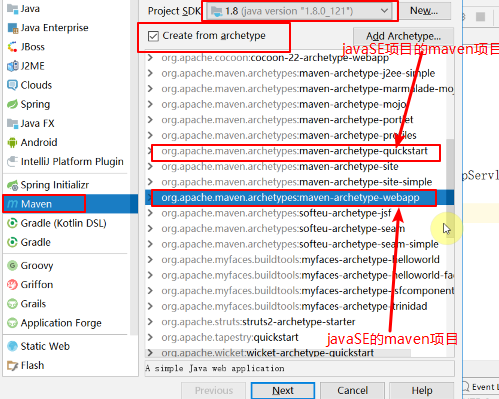 Java
Java Enterprise
JBoss
J2ME
Clouds
Spring
Java FX
Android
IntelliJ Platform Plugin
Spring Initializr
Maven
Gradle (Kotlin DSL)
Gradle
Groovy
Griffon
Grails
Application Forge
Static Web
Flash
Project SDK:
1.8 (java version "1.8.0_121")
New...
Create from archetype
Add Archetype...
javaSE项目的maven项目
org.apache.cocoon:cocoon-22-archetype-webapp
org.apache.maven.archetypes:maven-archetype-j2ee-simple
org.apache.maven.archetypes:maven-archetype-marmalade-mojo
org.apache.maven.archetypes:maven-archetype-mojo
org.apache.maven.archetypes:maven-archetype-portlet
org.apache.maven.archetypes:maven-archetype-profiles
org.apache.maven.archetypes:maven-archetype-quickstart
org.apache.maven.archetypes:maven-archetype-site
org.apache.maven.archetypes:maven-archetype-site-simple
org.apache.maven.archetypes:maven-archetype-webapp
org.apache.maven.archetypes:softeu-archetype-jsf
org.apache.maven.archetypes:softeu-archetype-seam
org.apache.maven.archetypes:softeu-archetype-seam-simple
org.apache.myfaces.buildtools:myfaces-archetype-helloworld
org.apache.myfaces.buildtools:myfaces-archetype-helloworld-fac
org.apache.myfaces.buildtools:myfaces-archetype-jsfcomponent
org.apache.myfaces.buildtools:myfaces-archetype-trinidad
org.apache.struts:struts2-archetype-starter
org.apache.tapestry:quickstart
org.apache.wicket:wicket-archetype-quickstart
javaSE的maven项目
A simple Java web application
Previous
Next
Cancel
Help
pServl
Event L